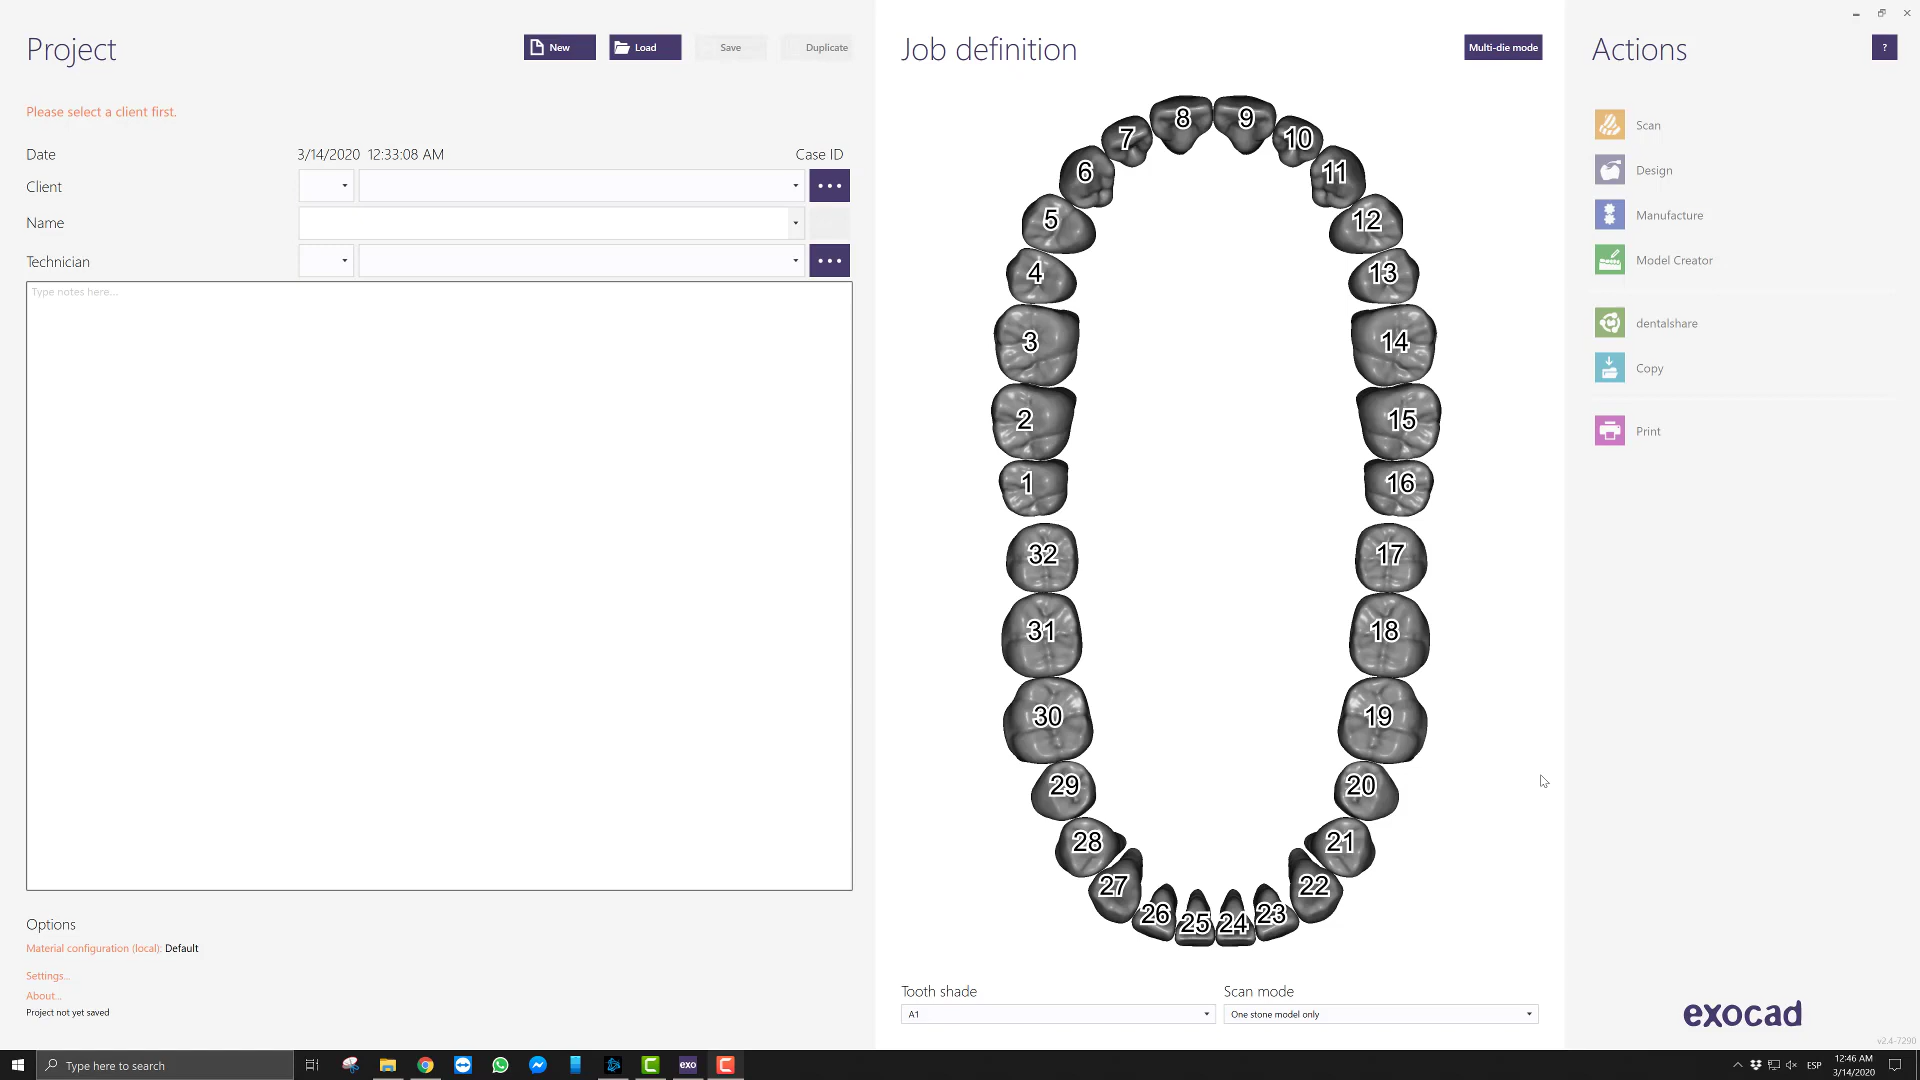 Project
New
Load
Save
Duplicate
Please select a client first.
Date
3/14/2020 12:33:08 AM
Case ID
Client
Name
Technician
Type notes here...
Options
Material configuration (local): Default
Settings...
About...
Project not yet saved
Job definition
Multi-die mode
8
9
7
10
6
11
5
12
4
13
3
14
2
15
1
16
32
17
31
18
30
19
29
20
28
21
27
22
26
25
24
23
Tooth shade
A1
Scan mode
One stone model only
Actions
?
Scan
Design
Manufacture
Model Creator
dentalshare
Copy
Print
exocad
v2.4-7290
Type here to search
exo
ESP
12:46 AM
3/14/2020